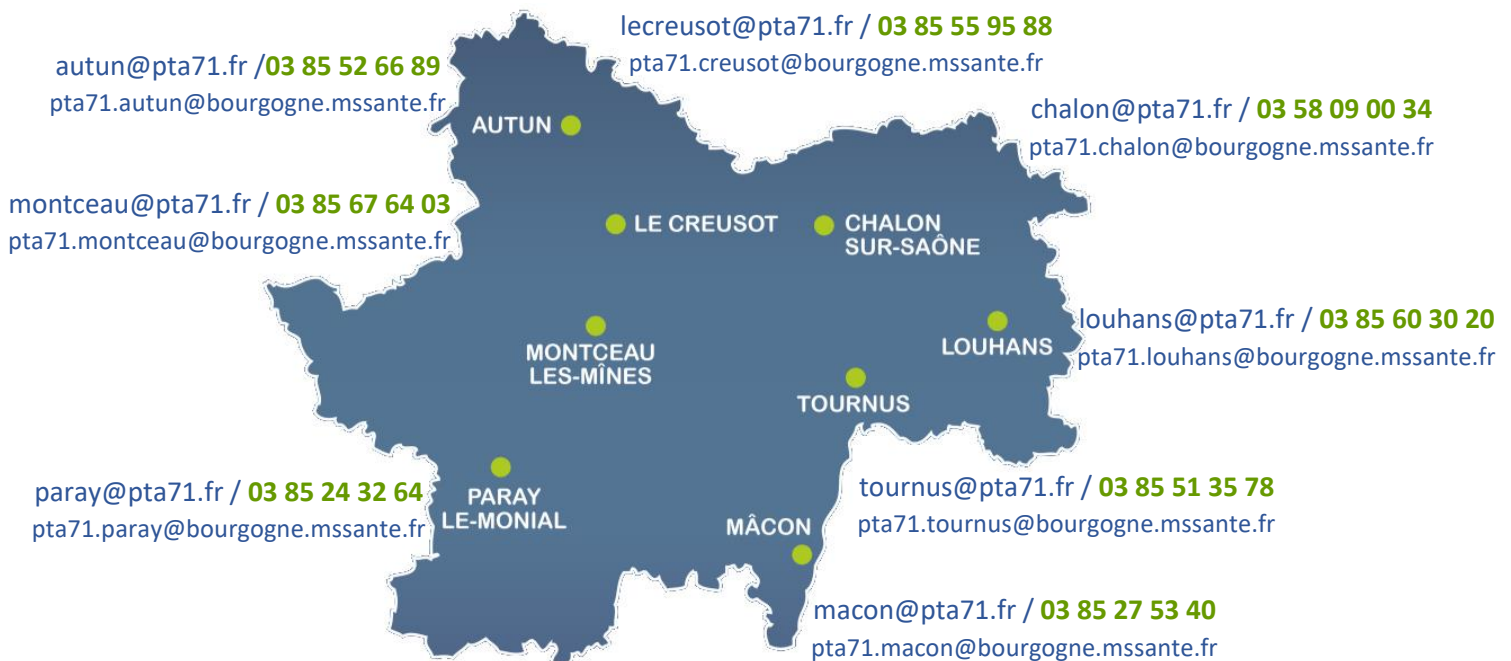 lecreusot@pta71.fr / 03 85 55 95 88
pta71.creusot@bourgogne.mssante.fr
autun@pta71.fr /03 85 52 66 89
pta71.autun@bourgogne.mssante.fr
chalon@pta71.fr / 03 58 09 00 34
pta71.chalon@bourgogne.mssante.fr
AUTUN
montceau@pta71.fr / 03 85 67 64 03
pta71.montceau@bourgogne.mssante.fr
LE CREUSOT
CHALON
SUR-SAÔNE
louhans@pta71.fr / 03 85 60 30 20
pta71.louhans@bourgogne.mssante.fr
LOUHANS
MONTCEAU
LES-MÎNES
TOURNUS
paray@pta71.fr / 03 85 24 32 64
pta71.paray@bourgogne.mssante.fr
PARAY
LE-MONIAL
tournus@pta71.fr / 03 85 51 35 78
pta71.tournus@bourgogne.mssante.fr
MÂCON
macon@pta71.fr / 03 85 27 53 40
pta71.macon@bourgogne.mssante.fr